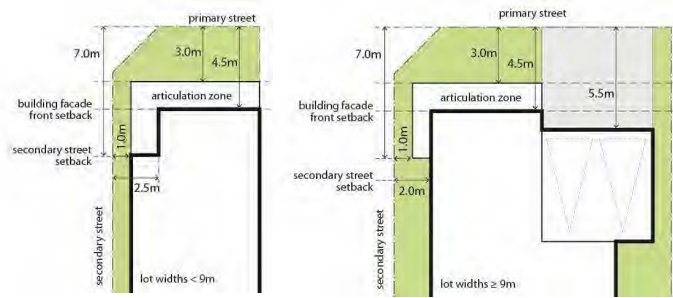 primary street
7.0m
3.0m
4.5m
articulation zone
building facade
front setback
1.0m
secondary street
setback
2.5m
secondary street
lot widths < 9m
primary street
7.0m
3.0m
4.5m
5.5m
articulation zone
building facade
front setback
1.0m
secondary street
setback
2.0m
secondary street
lot widths ≥ 9m